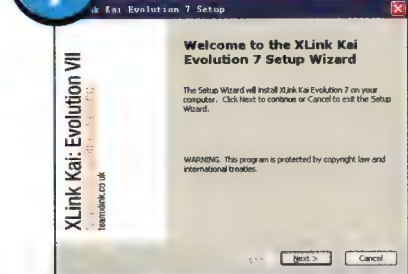 Link Kai Evolution 7 Setup
Welcome to the XLink Kai
Evolution 7 Setup Wizard
The Setup Wizard will install XLink Kai Evolution 7 on your
computer. Click Next to continue or Cancel to exit the Setup
Wizard.
WARNING: This program is protected by copyright law and
international treaties.
XLink Kai: Evolution VII
teamxlink.co.uk
Next >
Cancel